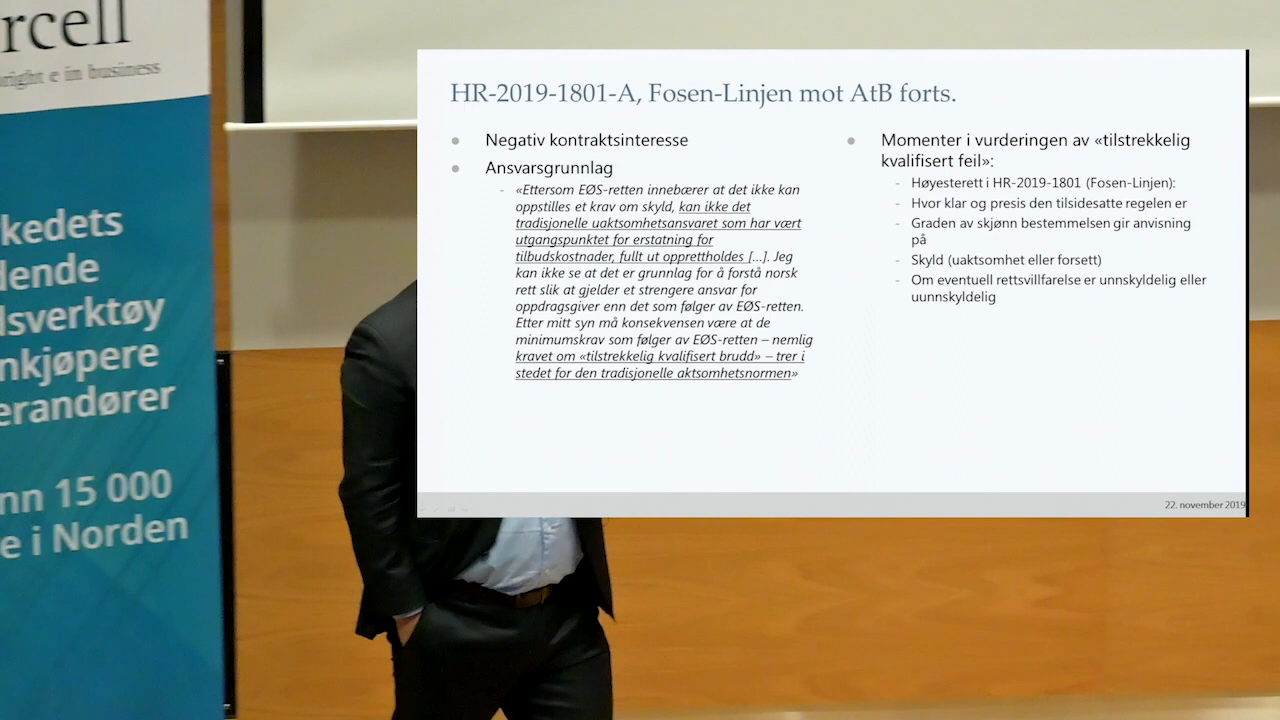 rcell
right e in business
kedets
dende
lsverktøy
nkjøpere
erandører
nn 15 000
e i Norden
HR-2019-1801-A, Fosen-Linjen mot AtB forts.
Negativ kontraktsinteresse
Ansvarsgrunnlag
- «Ettersom EØS-retten innebærer at det ikke kan
oppstilles et krav om skyld, kan ikke det
tradisjonelle uaktsomhetsansvaret som har vært
utgangspunktet for erstatning for
tilbudskostnader, fullt ut opprettholdes [...]. Jeg
kan ikke se at det er grunnlag for å forstå norsk
rett slik at gjelder et strengere ansvar for
oppdragsgiver enn det som følger av EØS-retten.
Etter mitt syn må konsekvensen være at de
minimumskrav som følger av EØS-retten – nemlig
kravet om «tilstrekkelig kvalifisert brudd» – trer i
stedet for den tradisjonelle aktsomhetsnormen»
Momenter i vurderingen av «tilstrekkelig
kvalifisert feil»:
- Høyesterett i HR-2019-1801 (Fosen-Linjen):
- Hvor klar og presis den tilsidesatte regelen er
- Graden av skjønn bestemmelsen gir anvisning
på
- Skyld (uaktsomhet eller forsett)
- Om eventuell rettsvillfarelse er unnskyldelig eller
uunnskyldelig
22. november 2019